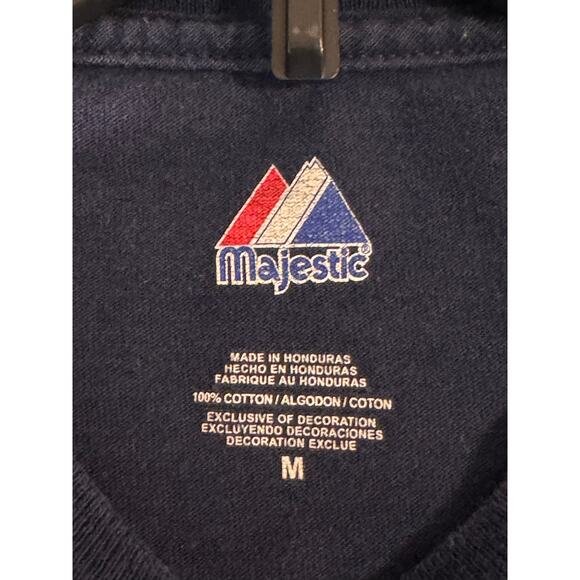 Majestic®
MADE IN HONDURAS
HECHO EN HONDURAS
FABRIQUE AU HONDURAS
100% COTTON / ALGODON / COTON
EXCLUSIVE OF DECORATION
EXCLUYENDO DECORACIONES
DECORATION EXCLUE
M